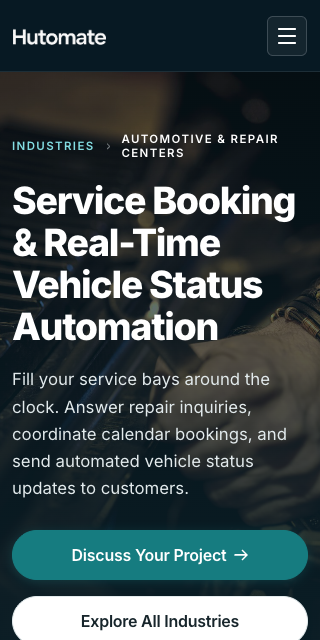 Hutomate
INDUSTRIES › AUTOMOTIVE & REPAIR
CENTERS
Service Booking
& Real-Time
Vehicle Status
Automation
Fill your service bays around the
clock. Answer repair inquiries,
coordinate calendar bookings, and
send automated vehicle status
updates to customers.
Discuss Your Project →
Explore All Industries